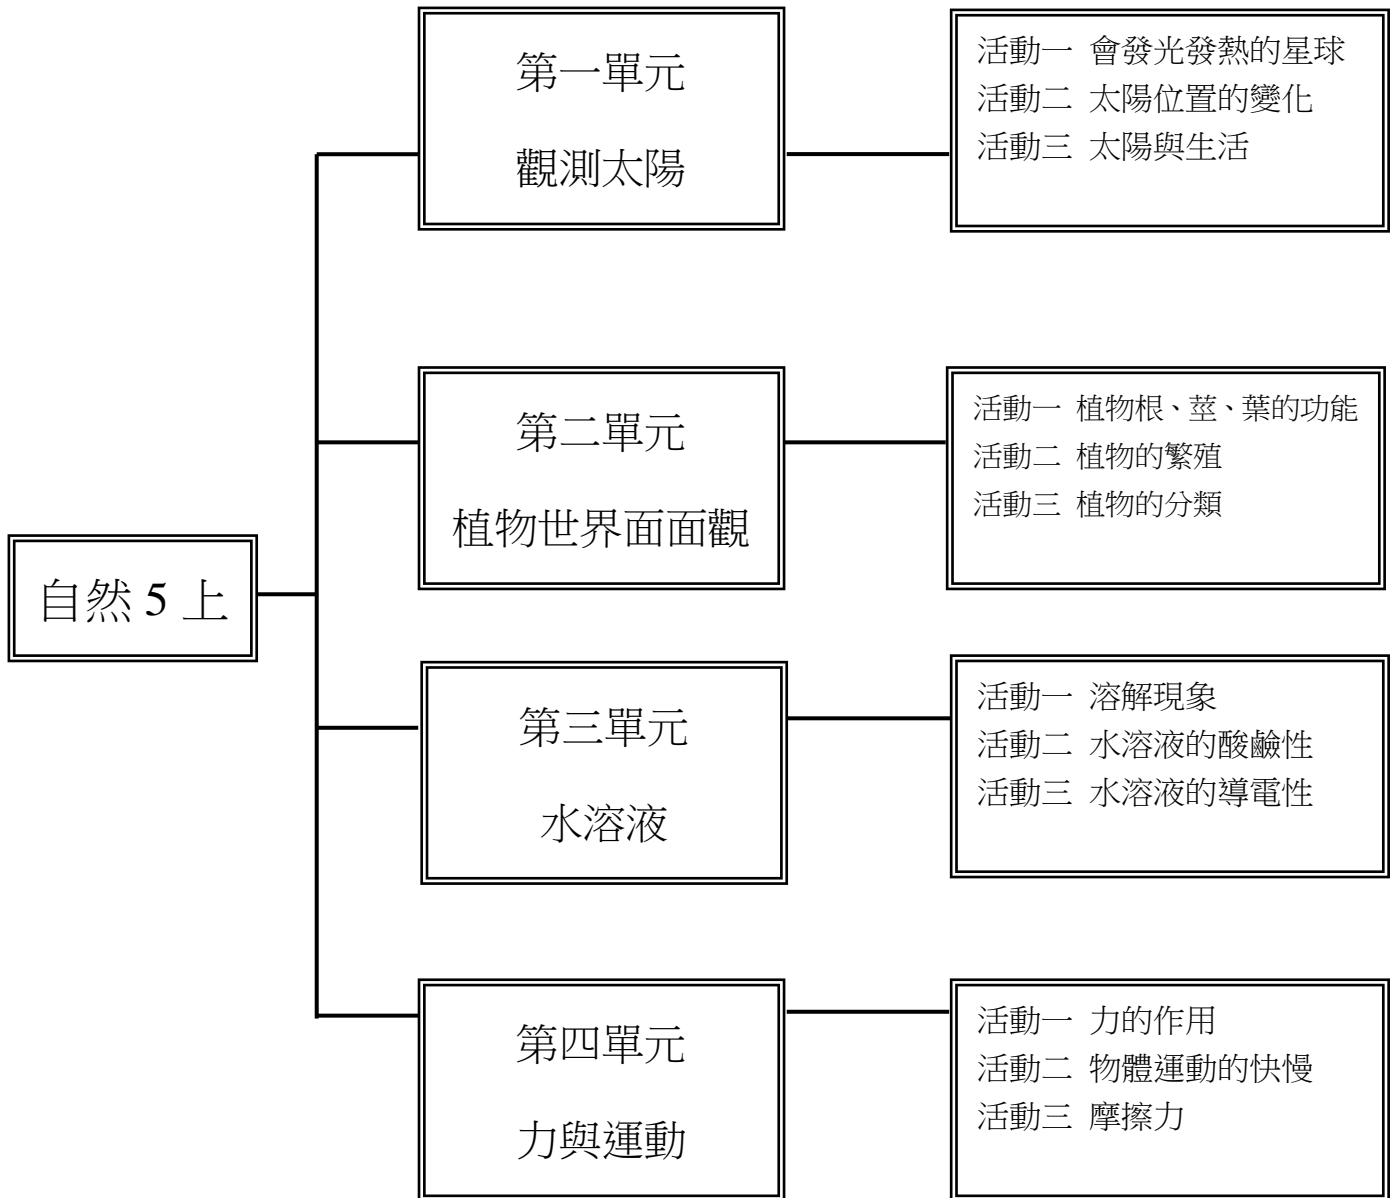 第一單元
觀測太陽
活動一 會發光發熱的星球
活動二 太陽位置的變化
活動三 太陽與生活
第二單元
植物世界面面觀
活動一 植物根、莖、葉的功能
活動二 植物的繁殖
活動三 植物的分類
自然 5 上
第三單元
水溶液
活動一 溶解現象
活動二 水溶液的酸鹼性
活動三 水溶液的導電性
第四單元
力與運動
活動一 力的作用
活動二 物體運動的快慢
活動三 摩擦力